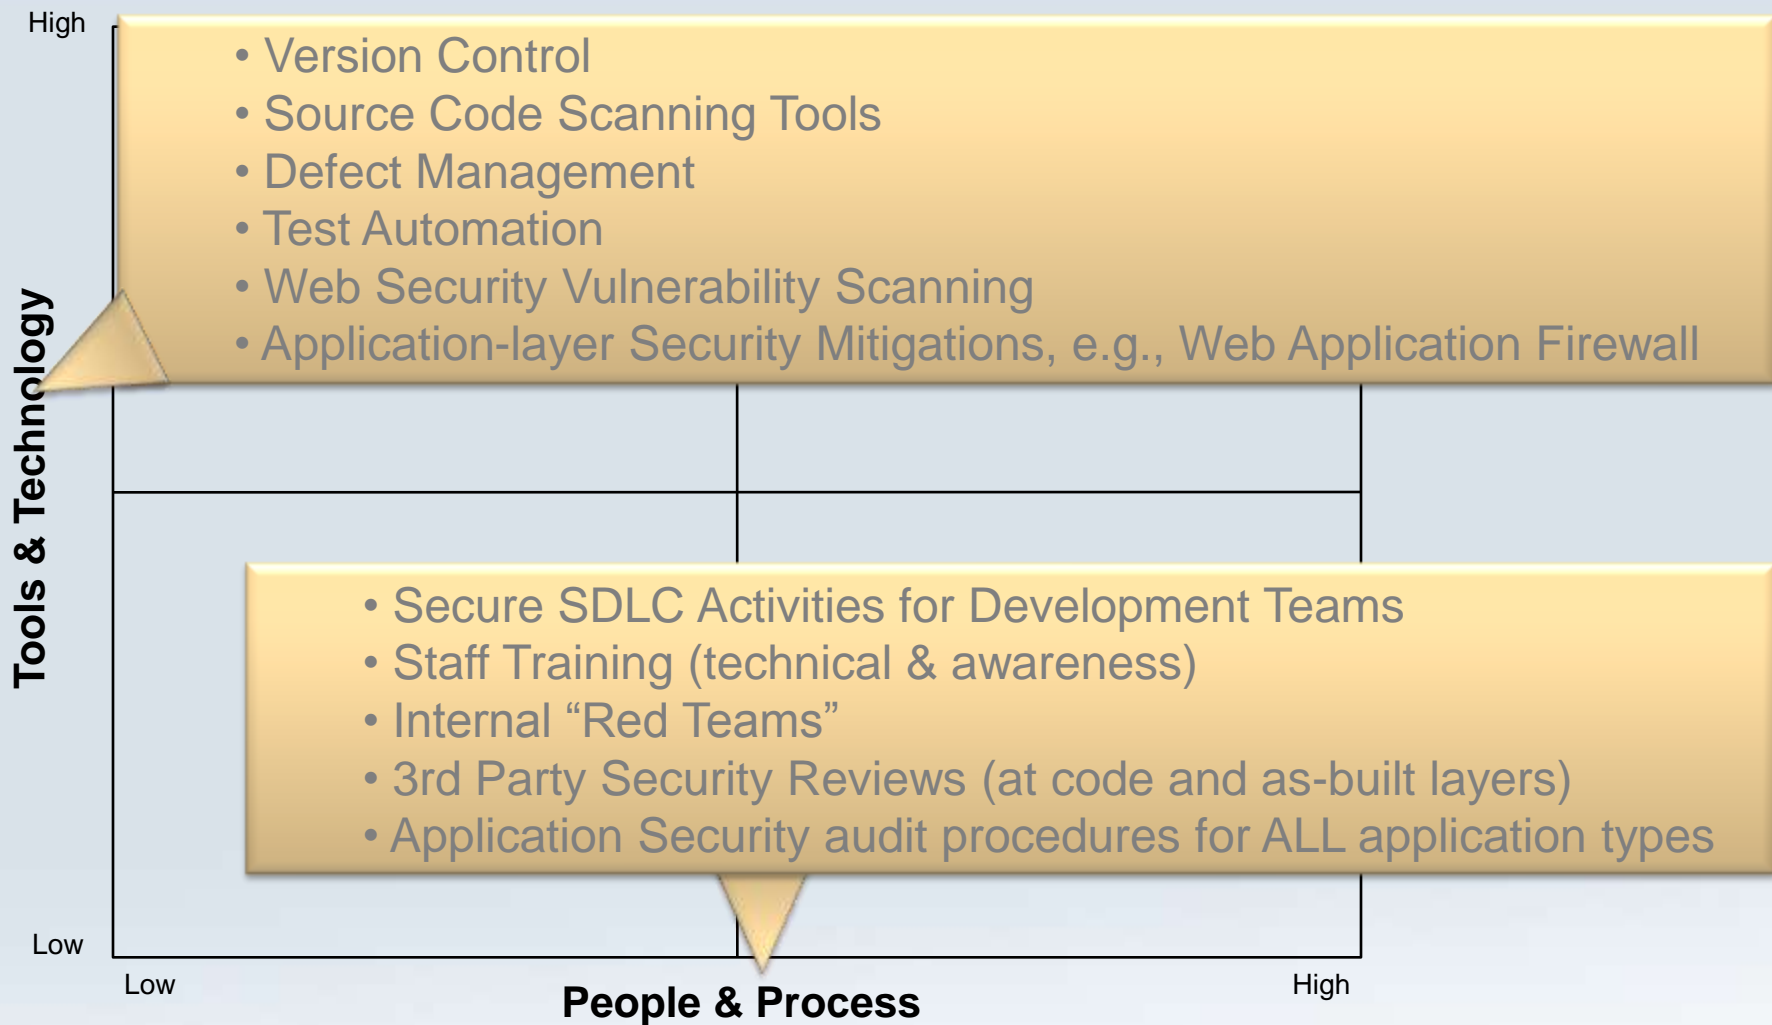 High
• Version Control
• Source Code Scanning Tools
• Defect Management
• Test Automation
• Web Security Vulnerability Scanning
• Application-layer Security Mitigations, e.g., Web Application Firewall
Tools & Technology
• Secure SDLC Activities for Development Teams
• Staff Training (technical & awareness)
• Internal “Red Teams”
• 3rd Party Security Reviews (at code and as-built layers)
• Application Security audit procedures for ALL application types
Low
Low
High
People & Process